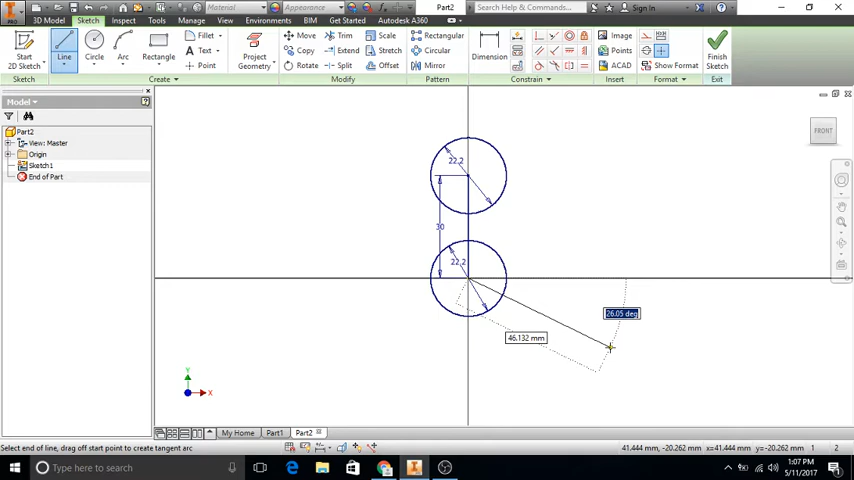 Material
Appearance
Part2
Search Help & Commands...
Sign In
PRO
3D Model
Sketch
Inspect
Tools
Manage
View
Environments
BIM
Get Started
Autodesk A360
Start
2D Sketch
Line
Circle
Arc
Rectangle
Fillet
Text
Point
Project
Geometry
Move
Copy
Rotate
Trim
Extend
Split
Scale
Stretch
Offset
Rectangular
Circular
Mirror
Dimension
Image
Points
ACAD
Show Format
Finish
Sketch
Sketch
Create
Modify
Pattern
Constrain
Insert
Format
Exit
Model
Part2
View: Master
Origin
Sketch1
End of Part
FRONT
22.2
30
22.2
26.05 deg
46.132 mm
Y
X
My Home
Part1
Part2
Select end of line, drag off start point to create tangent arc
41.444 mm, -20.262 mm
x=41.444 mm; y=-20.262 mm
1
2
Type here to search
1:07 PM
5/11/2017